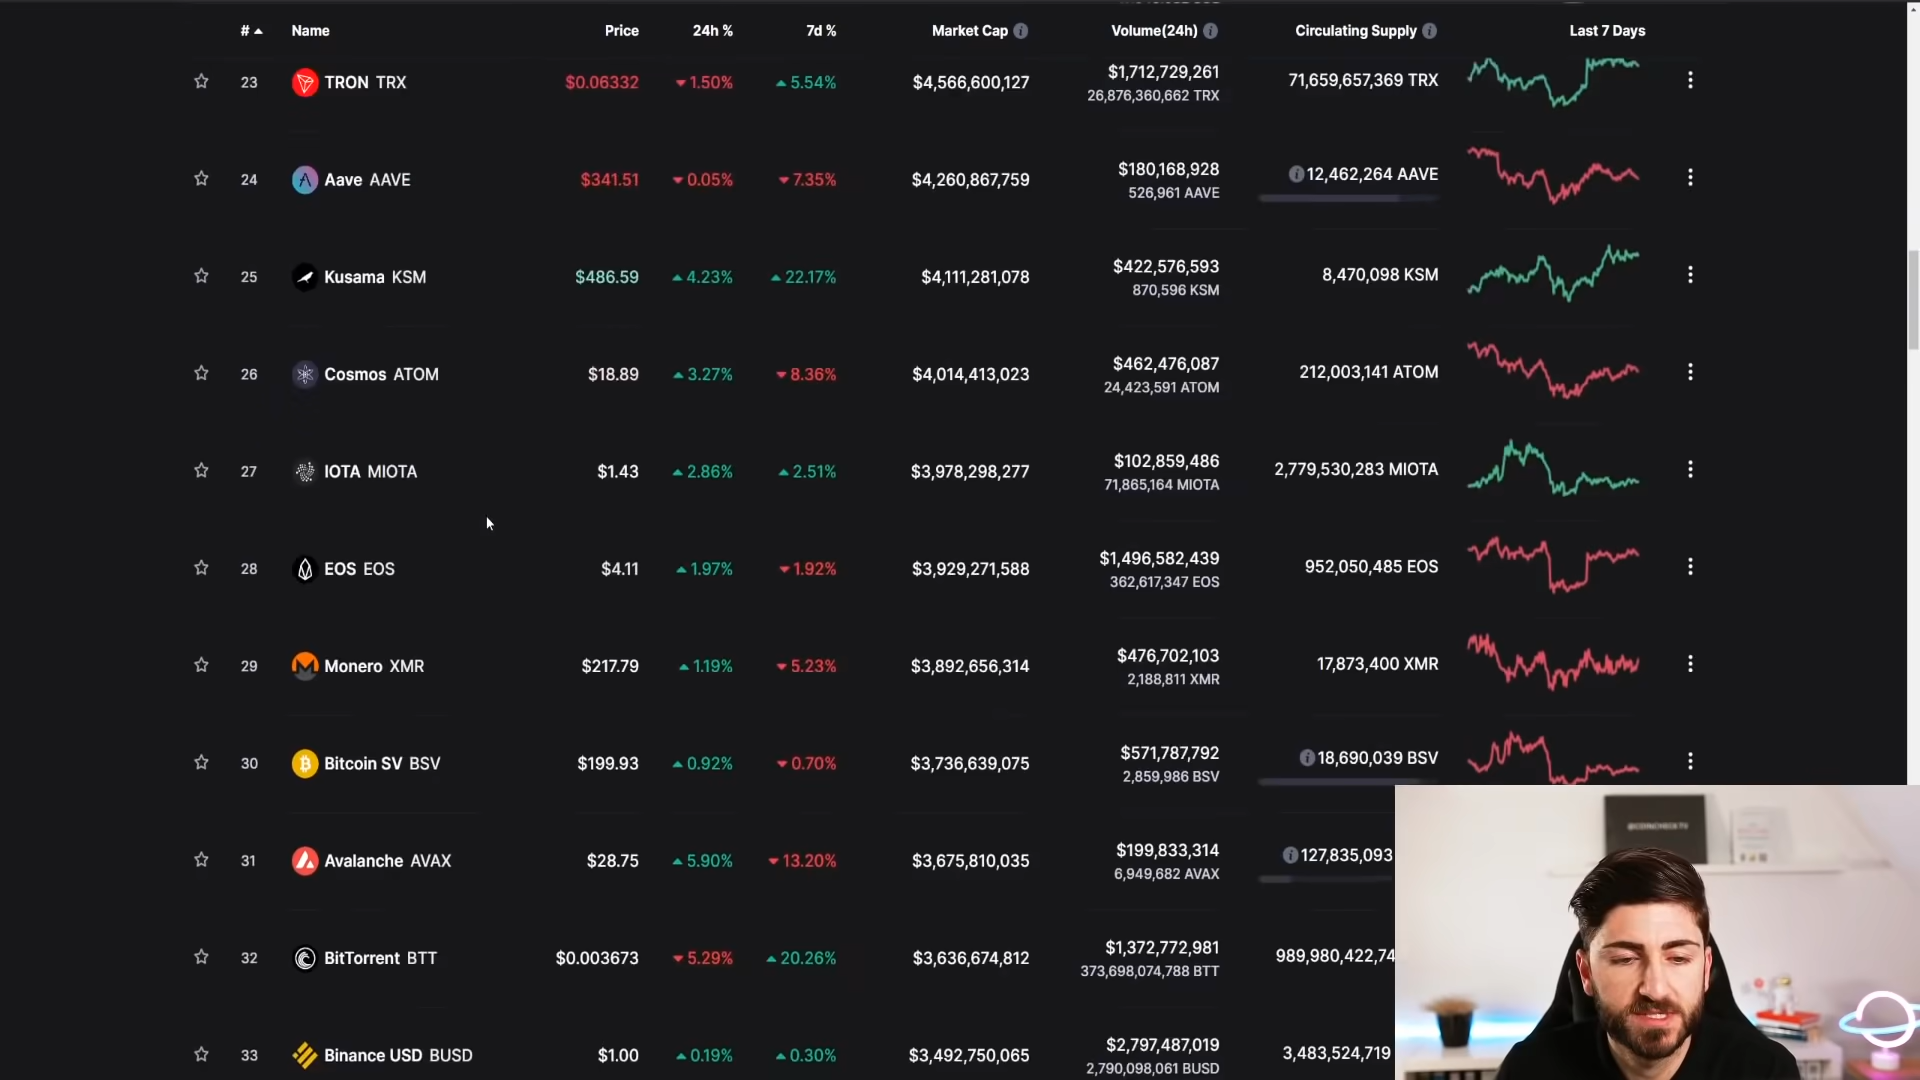 # Name Price 24h % 7d % Market Cap Volume(24h) Circulating Supply Last 7 Days
23 TRON TRX $0.06332 1.50% 5.54% $4,566,600,127 $1,712,729,261 71,659,657,369 TRX
26,876,360,662 TRX
24 Aave AAVE $341.51 0.05% 7.35% $4,260,867,759 $180,168,928 12,462,264 AAVE
526,961 AAVE
25 Kusama KSM $486.59 4.23% 22.17% $4,111,281,078 $422,576,593 8,470,098 KSM
870,596 KSM
26 Cosmos ATOM $18.89 3.27% 8.36% $4,014,413,023 $462,476,087 212,003,141 ATOM
24,423,591 ATOM
27 IOTA MIOTA $1.43 2.86% 2.51% $3,978,298,277 $102,859,486 2,779,530,283 MIOTA
71,865,164 MIOTA
28 EOS EOS $4.11 1.97% 1.92% $3,929,271,588 $1,496,582,439 952,050,485 EOS
362,617,347 EOS
29 Monero XMR $217.79 1.19% 5.23% $3,892,656,314 $476,702,103 17,873,400 XMR
2,188,811 XMR
30 Bitcoin SV BSV $199.93 0.92% 0.70% $3,736,639,075 $571,787,792 18,690,039 BSV
2,859,986 BSV
31 Avalanche AVAX $28.75 5.90% 13.20% $3,675,810,035 $199,833,314 127,835,093
6,949,682 AVAX
32 BitTorrent BTT $0.003673 5.29% 20.26% $3,636,674,812 $1,372,772,981 989,980,422,74
373,698,074,788 BTT
33 Binance USD BUSD $1.00 0.19% 0.30% $3,492,750,065 $2,797,487,019 3,483,524,719
2,790,098,061 BUSD